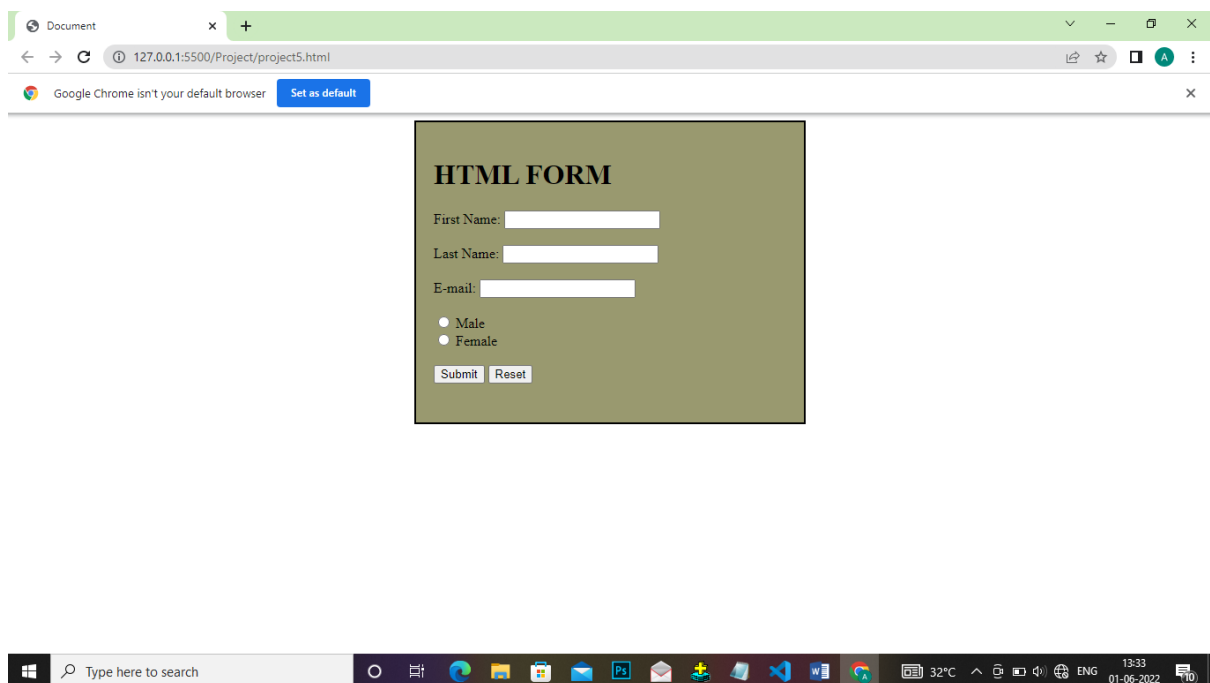 Document
127.0.0.1:5500/Project/project5.html
A
Google Chrome isn't your default browser Set as default
HTML FORM
First Name:
Last Name:
E-mail:
Male
Female
Submit Reset
Type here to search Ps W 32°C ENG 13:33
01-06-2022 10